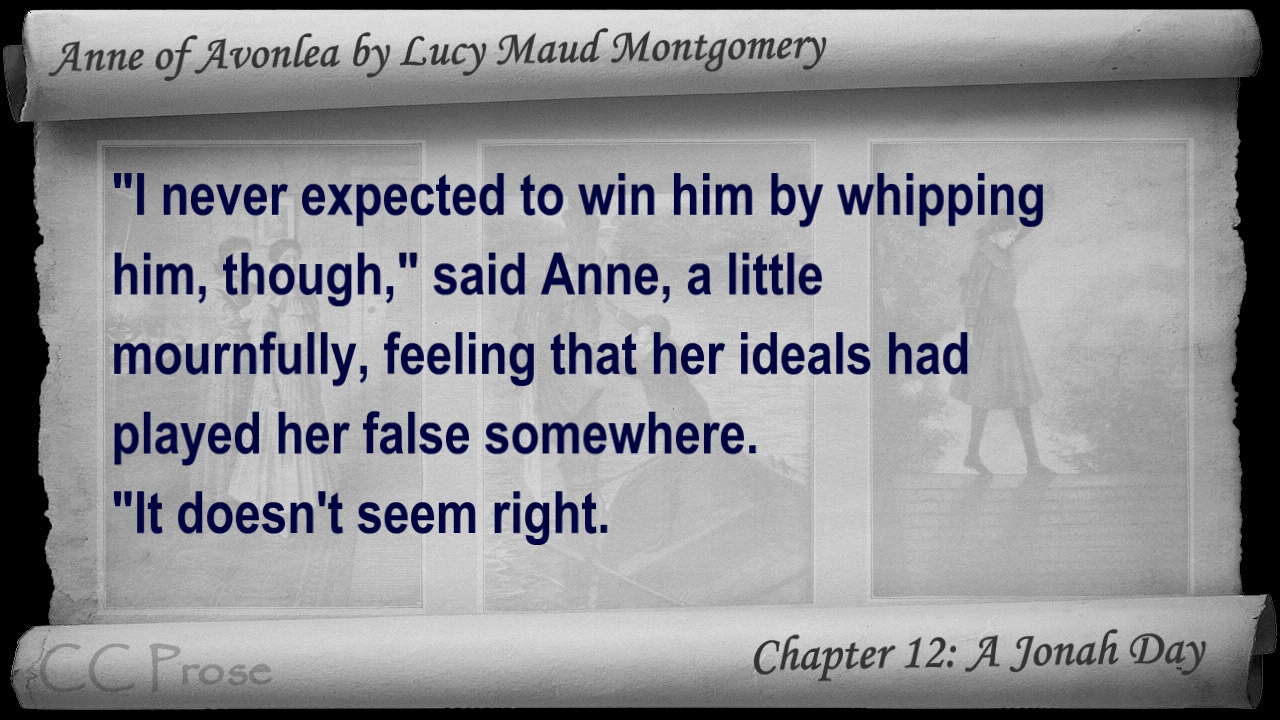 Anne of Avonlea by Lucy Maud Montgomery
"I never expected to win him by whipping
him, though," said Anne, a little
mournfully, feeling that her ideals had
played her false somewhere.
"It doesn't seem right.
CC Prose
Chapter 12: A Jonah Day